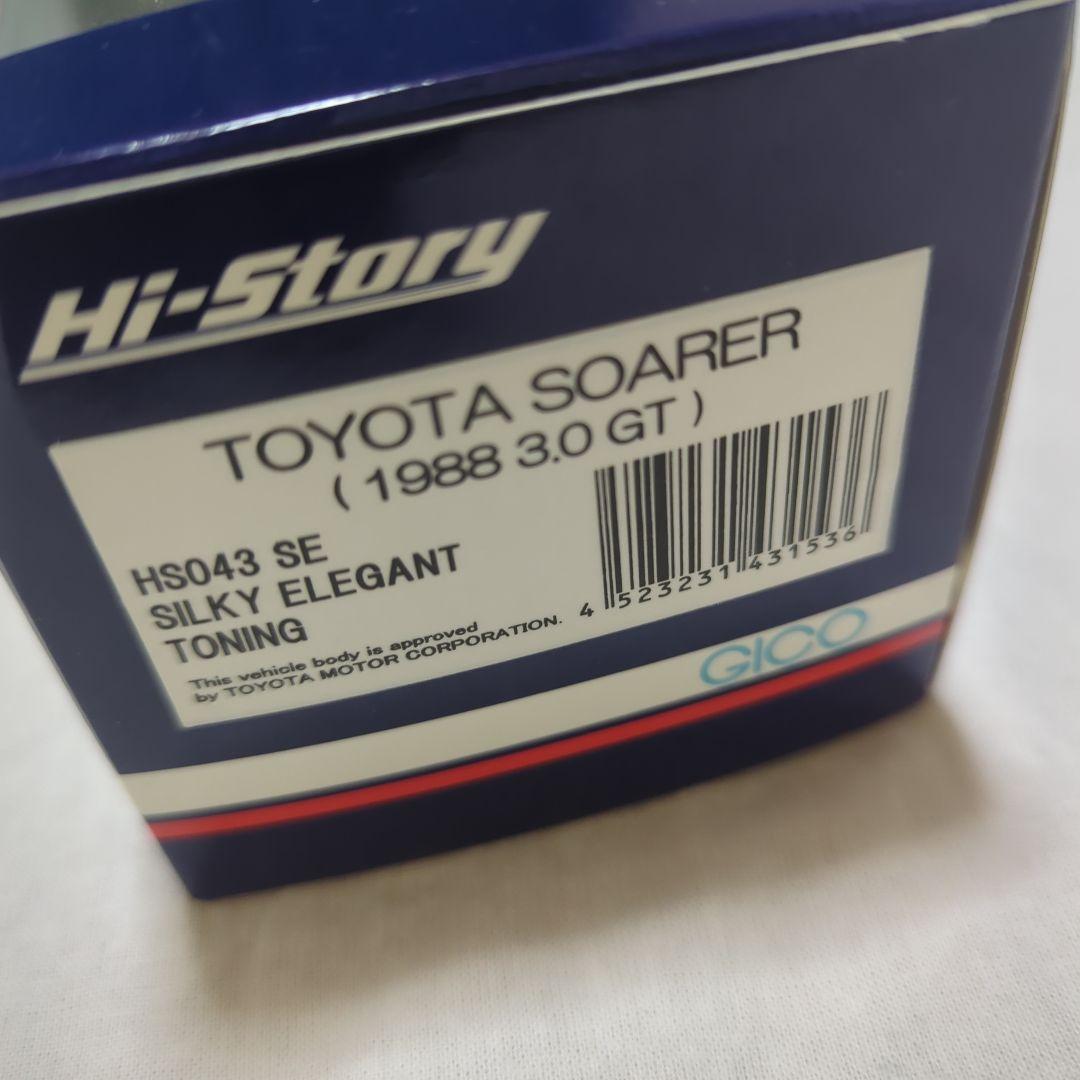 Hi-Story
TOYOTA SOARER
( 1988 3.0 GT )
HS043 SE
SILKY ELEGANT
TONING
This vehicle body is approved
by TOYOTA MOTOR CORPORATION.
4 523231 431536
GICO